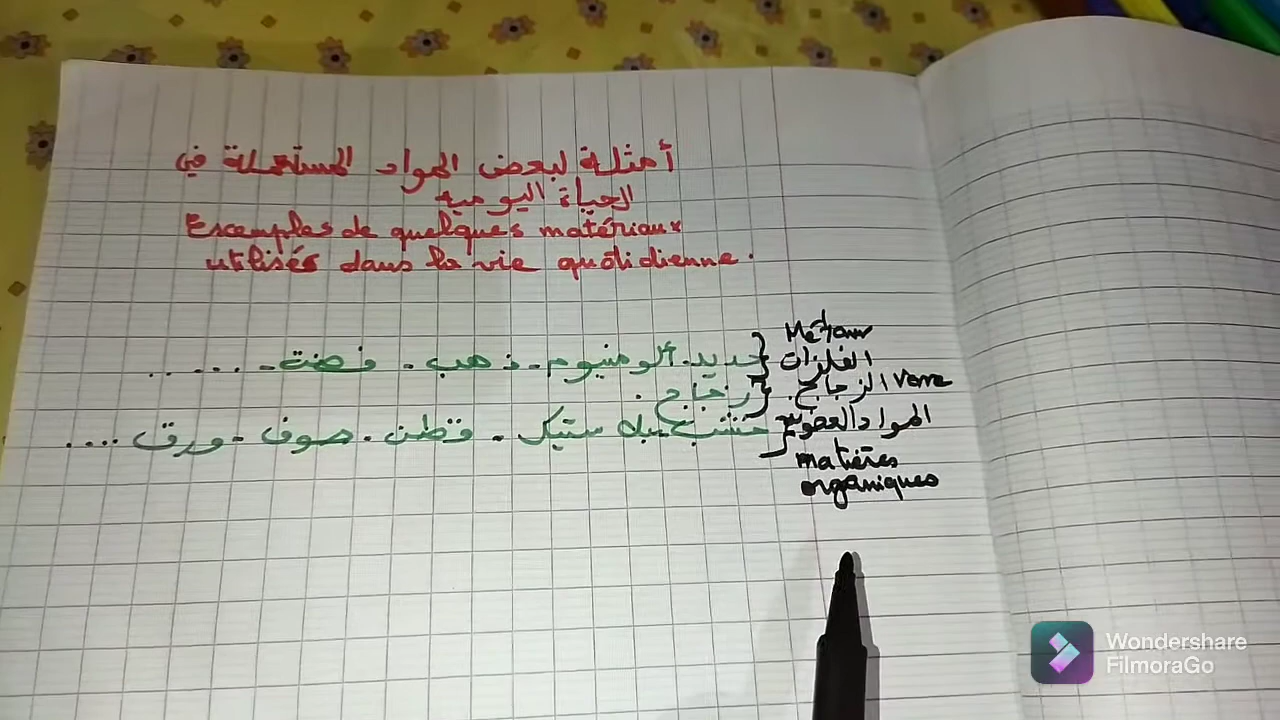 أمثلة لبعض المواد المستعملة في
الحياة اليومية
Excemples de quelques matériaux
utilisés dans la vie quotidienne.
Métaux
حديد. ألومنيوم. ذهب. فضة. ..... الفلزات
زجاج. الزجاج. Verre
خشب. بلاستيك. قطن. صوف. ورق .... المواد العضوية
matières
organiques
Wondershare
FilmoraGo